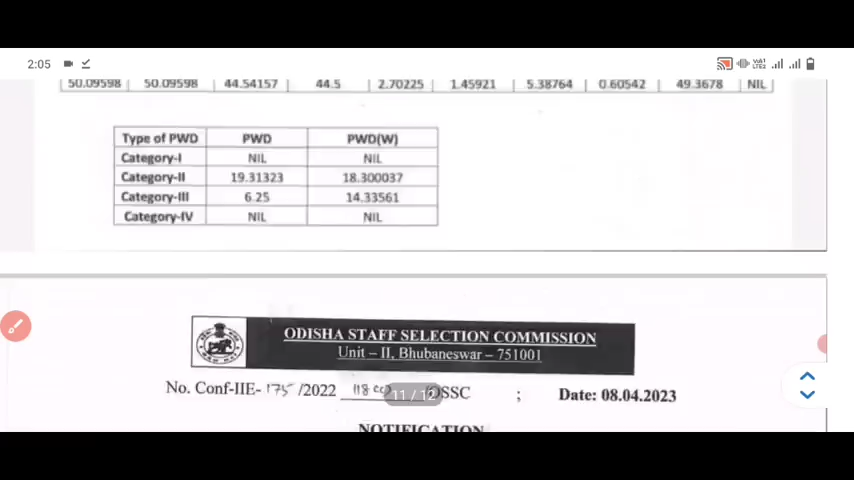 2:05
50.09598 50.09598 44.54157 44.5 2.70225 1.45921 5.38764 0.60542 49.3678 NIL
Type of PWD PWD PWD(W)
Category-I NIL NIL
Category-II 19.31323 18.300037
Category-III 6.25 14.33561
Category-IV NIL NIL
ODISHA STAFF SELECTION COMMISSION
Unit – II, Bhubaneswar – 751001
No. Conf-IIE-175/2022 /OSSC ; Date: 08.04.2023
11 / 12
NOTIFICATION